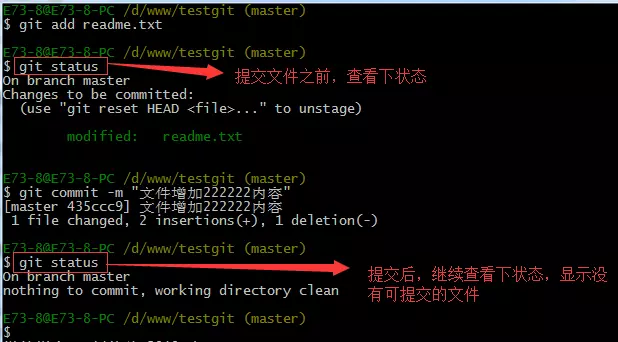 E73-8@E73-8-PC /d/www/testgit (master)
$ git add readme.txt
E73-8@E73-8-PC /d/www/testgit (master)
$ git status
提交文件之前，查看下状态
On branch master
Changes to be committed:
(use "git reset HEAD <file>..." to unstage)
modified: readme.txt
E73-8@E73-8-PC /d/www/testgit (master)
$ git commit -m "文件增加222222内容"
[master 435ccc9] 文件增加222222内容
1 file changed, 2 insertions(+), 1 deletion(-)
E73-8@E73-8-PC /d/www/testgit (master)
$ git status
提交后，继续查看下状态，显示没
有可提交的文件
On branch master
nothing to commit, working directory clean
E73-8@E73-8-PC /d/www/testgit (master)
$